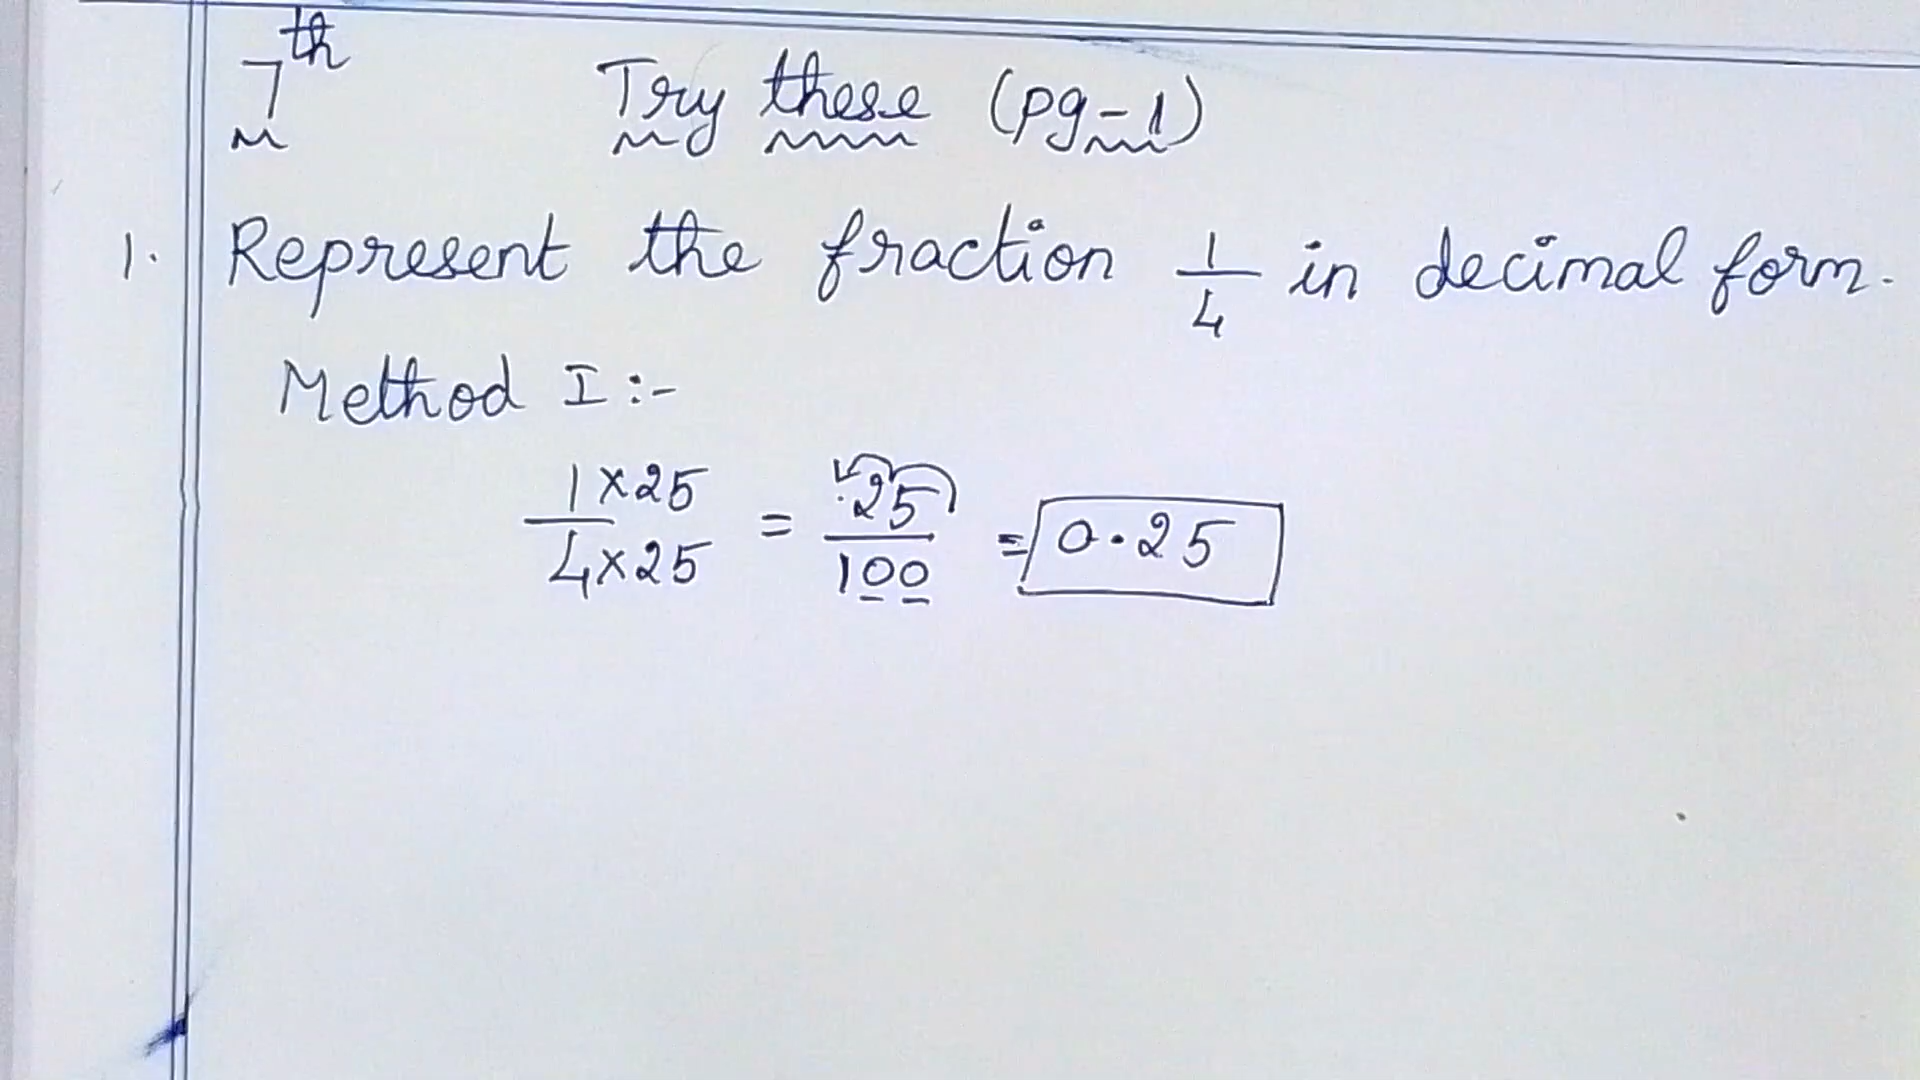 7th Try these (pg-1)
1. Represent the fraction 1/4 in decimal form.
Method I :-
1×25/4×25 = .25/100 = 0.25